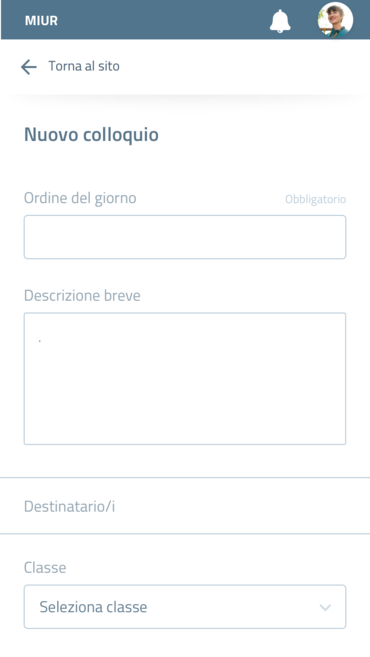 MIUR
Torna al sito
Nuovo colloquio
Ordine del giorno Obbligatorio
Descrizione breve
.
Destinatario/i
Classe
Seleziona classe